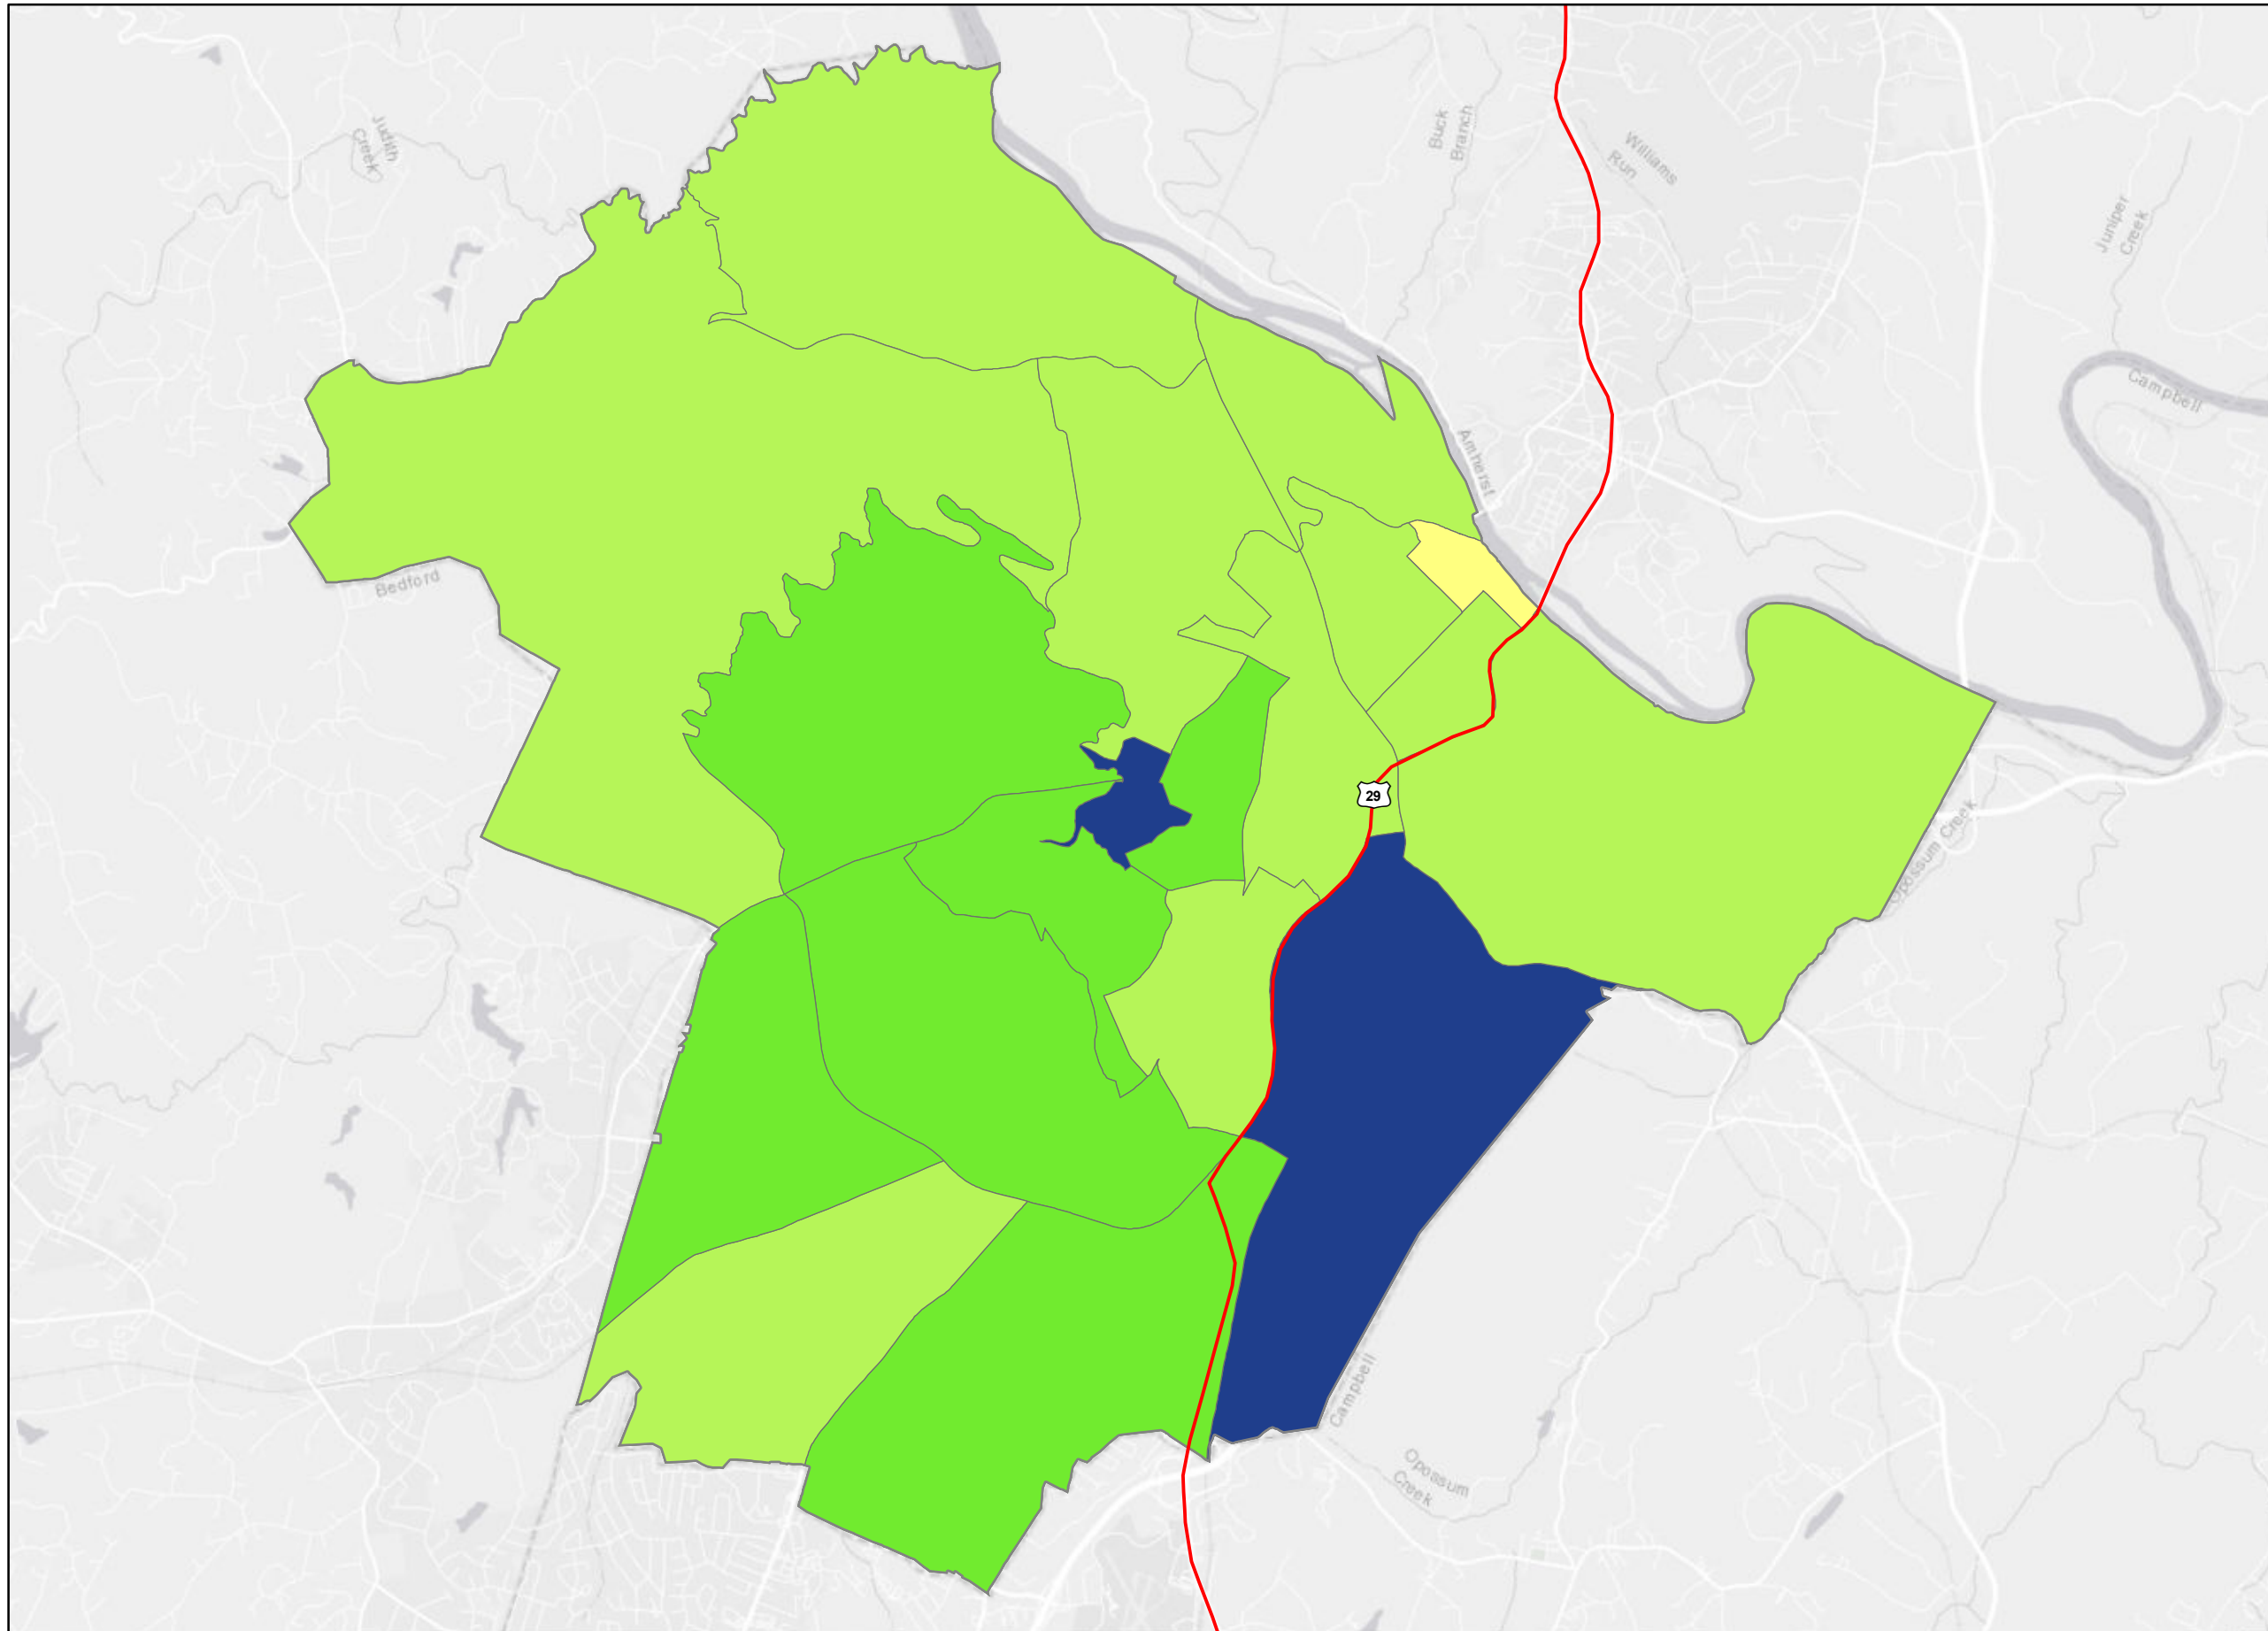 Judith
Creek
Buck
Branch
Williams
Run
Juniper
Creek
Campbell
Amherst
Bedford
29
Opossum Creek
Campbell
Opossum
Creek